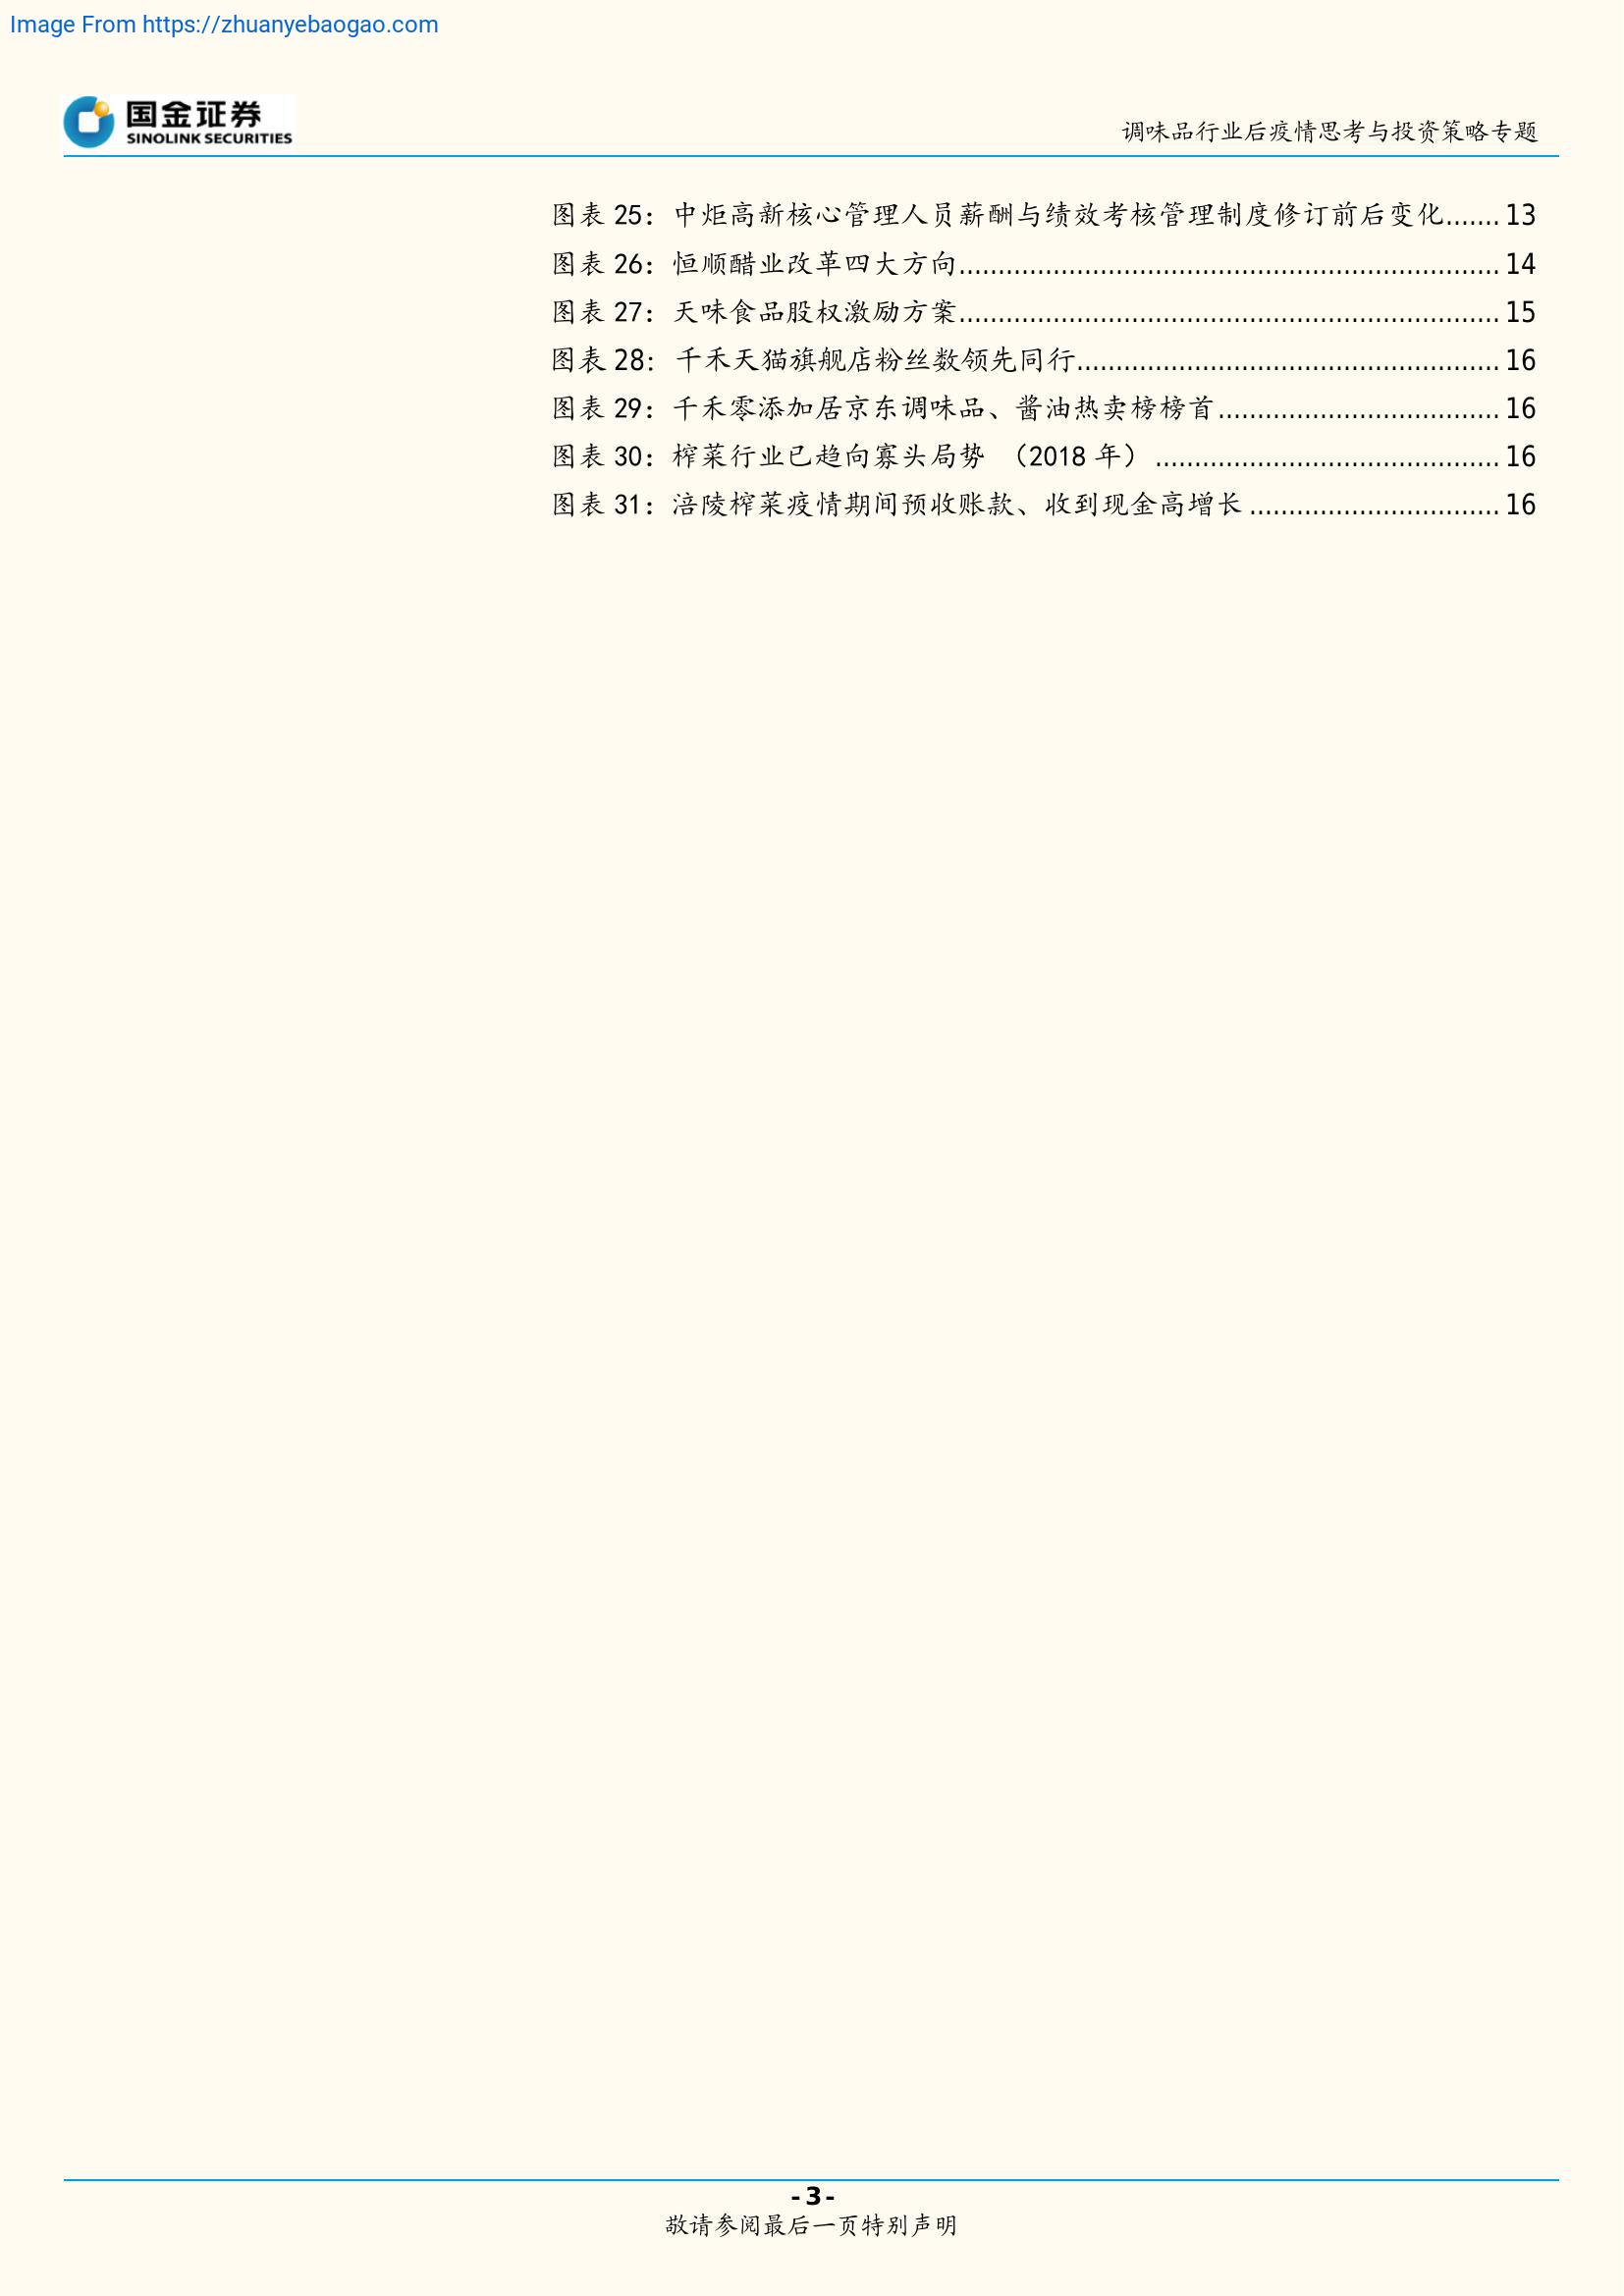 Image From https://zhuanyebaogao.com
国金证券
SINOLINK SECURITIES
调味品行业后疫情思考与投资策略专题
图表 25：中炬高新核心管理人员薪酬与绩效考核管理制度修订前后变化.......13
图表 26：恒顺醋业改革四大方向.....................................................................14
图表 27：天味食品股权激励方案.....................................................................15
图表 28： 千禾天猫旗舰店粉丝数领先同行......................................................16
图表 29：千禾零添加居京东调味品、酱油热卖榜榜首....................................16
图表 30：榨菜行业已趋向寡头局势 （2018 年）............................................16
图表 31：涪陵榨菜疫情期间预收账款、收到现金高增长................................16
- 3 -
敬请参阅最后一页特别声明